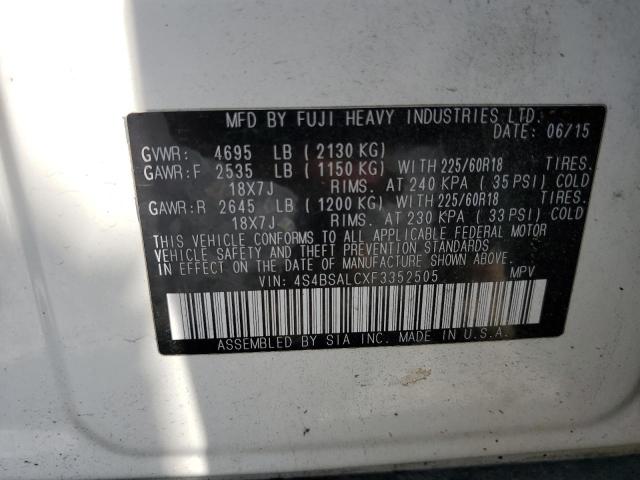 MFD BY FUJI HEAVY INDUSTRIES LTD.
DATE: 06/15
GVWR: 4695 LB (2130 KG)
GAWR:F 2535 LB (1150 KG) WITH 225/60R18 TIRES.
18X7J RIMS. AT 240 KPA (35 PSI) COLD
GAWR:R 2645 LB (1200 KG) WITH 225/60R18 TIRES.
18X7J RIMS. AT 230 KPA (33 PSI) COLD
THIS VEHICLE CONFORMS TO ALL APPLICABLE FEDERAL MOTOR
VEHICLE SAFETY AND THEFT PREVENTION STANDARDS
IN EFFECT ON THE DATE OF MANUFACTURE SHOWN ABOVE.
VIN: 4S4BSALCXF3352505 MPV
ASSEMBLED BY SIA INC. MADE IN U.S.A.